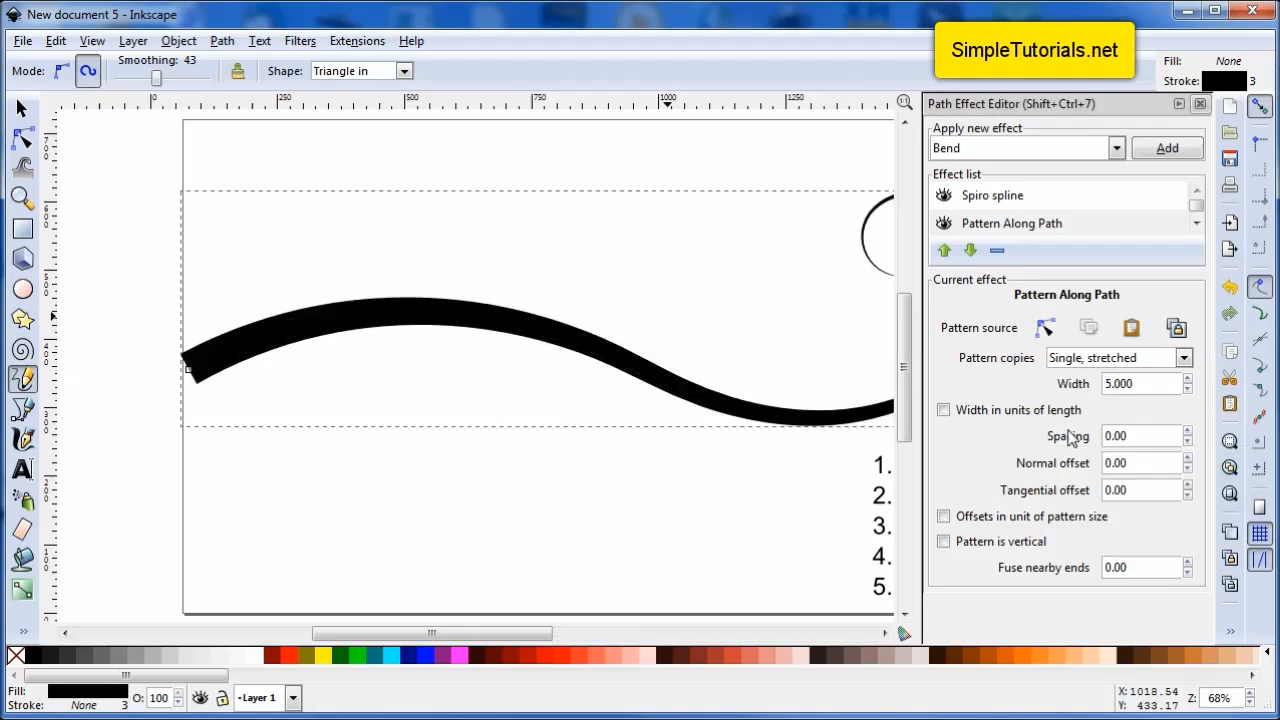 New document 5 - Inkscape
SimpleTutorials.net
File Edit View Layer Object Path Text Filters Extensions Help
Mode: Smoothing: 43 Shape: Triangle in
Fill: None
Stroke: 3
0 250 500 750 1000 1250
Path Effect Editor (Shift+Ctrl+7)
Apply new effect
Bend Add
Effect list
Spiro spline
Pattern Along Path
Current effect
Pattern Along Path
Pattern source
Pattern copies Single, stretched
Width 5.000
Width in units of length
Spacing 0.00
Normal offset 0.00
Tangential offset 0.00
Offsets in unit of pattern size
Pattern is vertical
Fuse nearby ends 0.00
1.
2.
3.
4.
5.
Fill:
Stroke: None 3
O: 100
Layer 1
X: 1018.54
Y: 433.17
Z: 68%